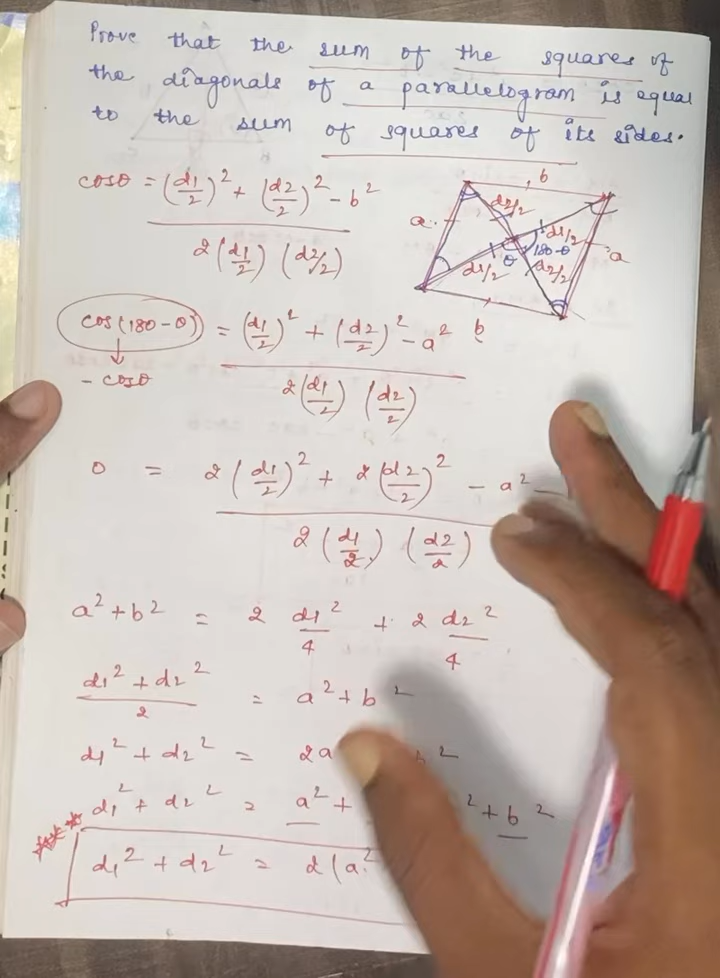 Prove that the sum of the squares of
the diagonals of a parallelogram is equal
to the sum of squares of its sides.
cosθ = (d1/2)² + (d2/2)² - b²
2(d1/2) (d2/2)
b
a
d2/2
d1/2
a
θ
180-θ
d1/2
d2/2
b
cos(180-θ) = (d1/2)² + (d2/2)² - a²
2(d1/2) (d2/2)
- cosθ
0 = 2(d1/2)² + 2(d2/2)² - a² -
2(d1/2) (d2/2)
a² + b² = 2 d1²/4 + 2 d2²/4
d1² + d2²/2 = a² + b²
d1² + d2² = 2a b²
d1² + d2² = a² + ² + b²
d1² + d2² = 2(a²